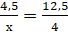 4,5/x = 12,5/4